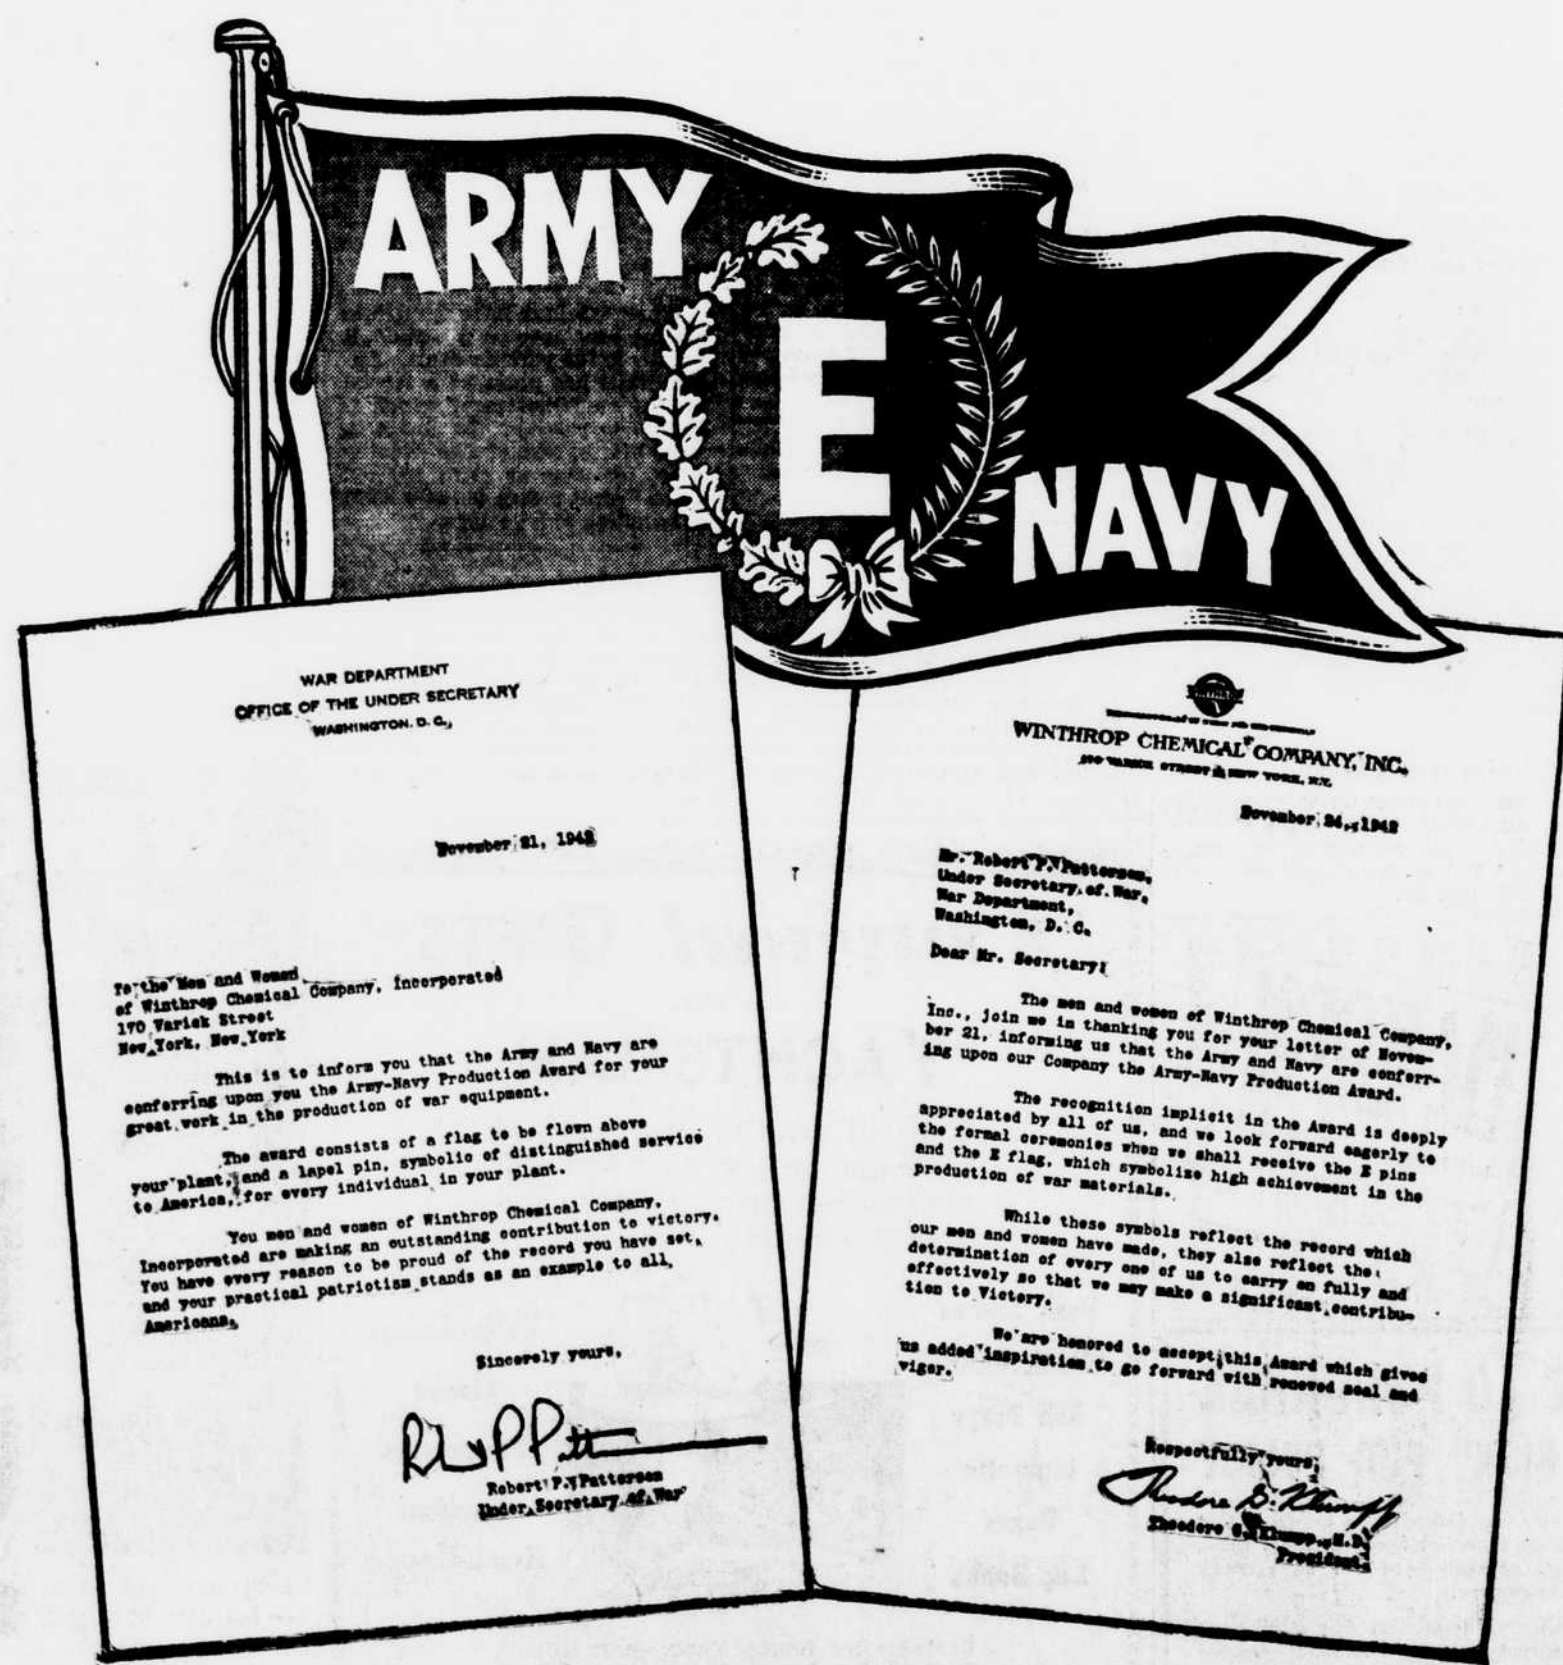 ARMY
E
NAVY
WAR DEPARTMENT
OFFICE OF THE UNDER SECRETARY
WASHINGTON, D. C.
November 21, 1942
To the Men and Women
of Winthrop Chemical Company, Incorporated
170 Varick Street
New York, New York
This is to inform you that the Army and Navy are
conferring upon you the Army-Navy Production Award for your
great work in the production of war equipment.
The award consists of a flag to be flown above
your plant, and a lapel pin, symbolic of distinguished service
to America, for every individual in your plant.
You men and women of Winthrop Chemical Company,
Incorporated are making an outstanding contribution to victory.
You have every reason to be proud of the record you have set,
and your practical patriotism stands as an example to all
Americans.
Sincerely yours,
Robert P. Patterson
Robert P. Patterson
Under Secretary of War
WINTHROP
WINTHROP CHEMICAL COMPANY, INC.
170 VARICK STREET NEW YORK, N.Y.
November 24, 1942
Mr. Robert P. Patterson,
Under Secretary of War,
War Department,
Washington, D. C.
Dear Mr. Secretary:
The men and women of Winthrop Chemical Company,
Inc., join me in thanking you for your letter of Novem-
ber 21, informing us that the Army and Navy are conferr-
ing upon our Company the Army-Navy Production Award.
The recognition implicit in the Award is deeply
appreciated by all of us, and we look forward eagerly to
the formal ceremonies when we shall receive the E pins
and the E flag, which symbolize high achievement in the
production of war materials.
While these symbols reflect the record which
our men and women have made, they also reflect the
determination of every one of us to carry on fully and
effectively so that we may make a significant contribu-
tion to Victory.
We are honored to accept this Award which gives
us added inspiration to go forward with renewed zeal and
vigor.
Respectfully yours,
Theodore G. Klumpp
Theodore G. Klumpp, M.D.
President.